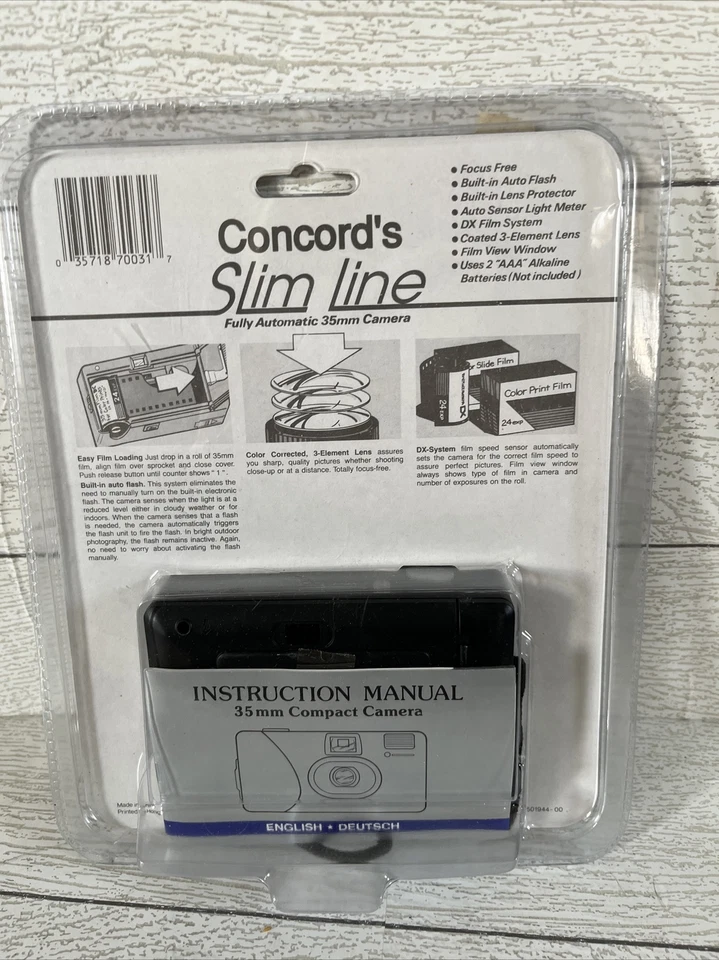 0 35718 70031 7
• Focus Free
• Built-in Auto Flash
• Built-in Lens Protector
• Auto Sensor Light Meter
• DX Film System
• Coated 3-Element Lens
• Film View Window
• Uses 2 "AAA" Alkaline
Batteries (Not included)
Concord's
Slim line
Fully Automatic 35mm Camera
24
Slide Film
Color Print Film
DX
24 EXP
24 EXP
Easy Film Loading Just drop in a roll of 35mm
film, align film over sprocket and close cover.
Push release button until counter shows "1".
Built-in auto flash. This system eliminates the
need to manually turn on the built-in electronic
flash. The camera senses when the light is at a
reduced level either in cloudy weather or for
indoors. When the camera senses that a flash
is needed, the camera automatically triggers
the flash unit to fire the flash. In bright outdoor
photography, the flash remains inactive. Again,
no need to worry about activating the flash
manually.
Color Corrected, 3-Element Lens assures
you sharp, quality pictures whether shooting
close-up or at a distance. Totally focus-free.
DX-System film speed sensor automatically
sets the camera for the correct film speed to
assure perfect pictures. Film view window
always shows type of film in camera and
number of exposures on the roll.
INSTRUCTION MANUAL
35mm Compact Camera
ENGLISH • DEUTSCH
Made in
Printed
501944-00